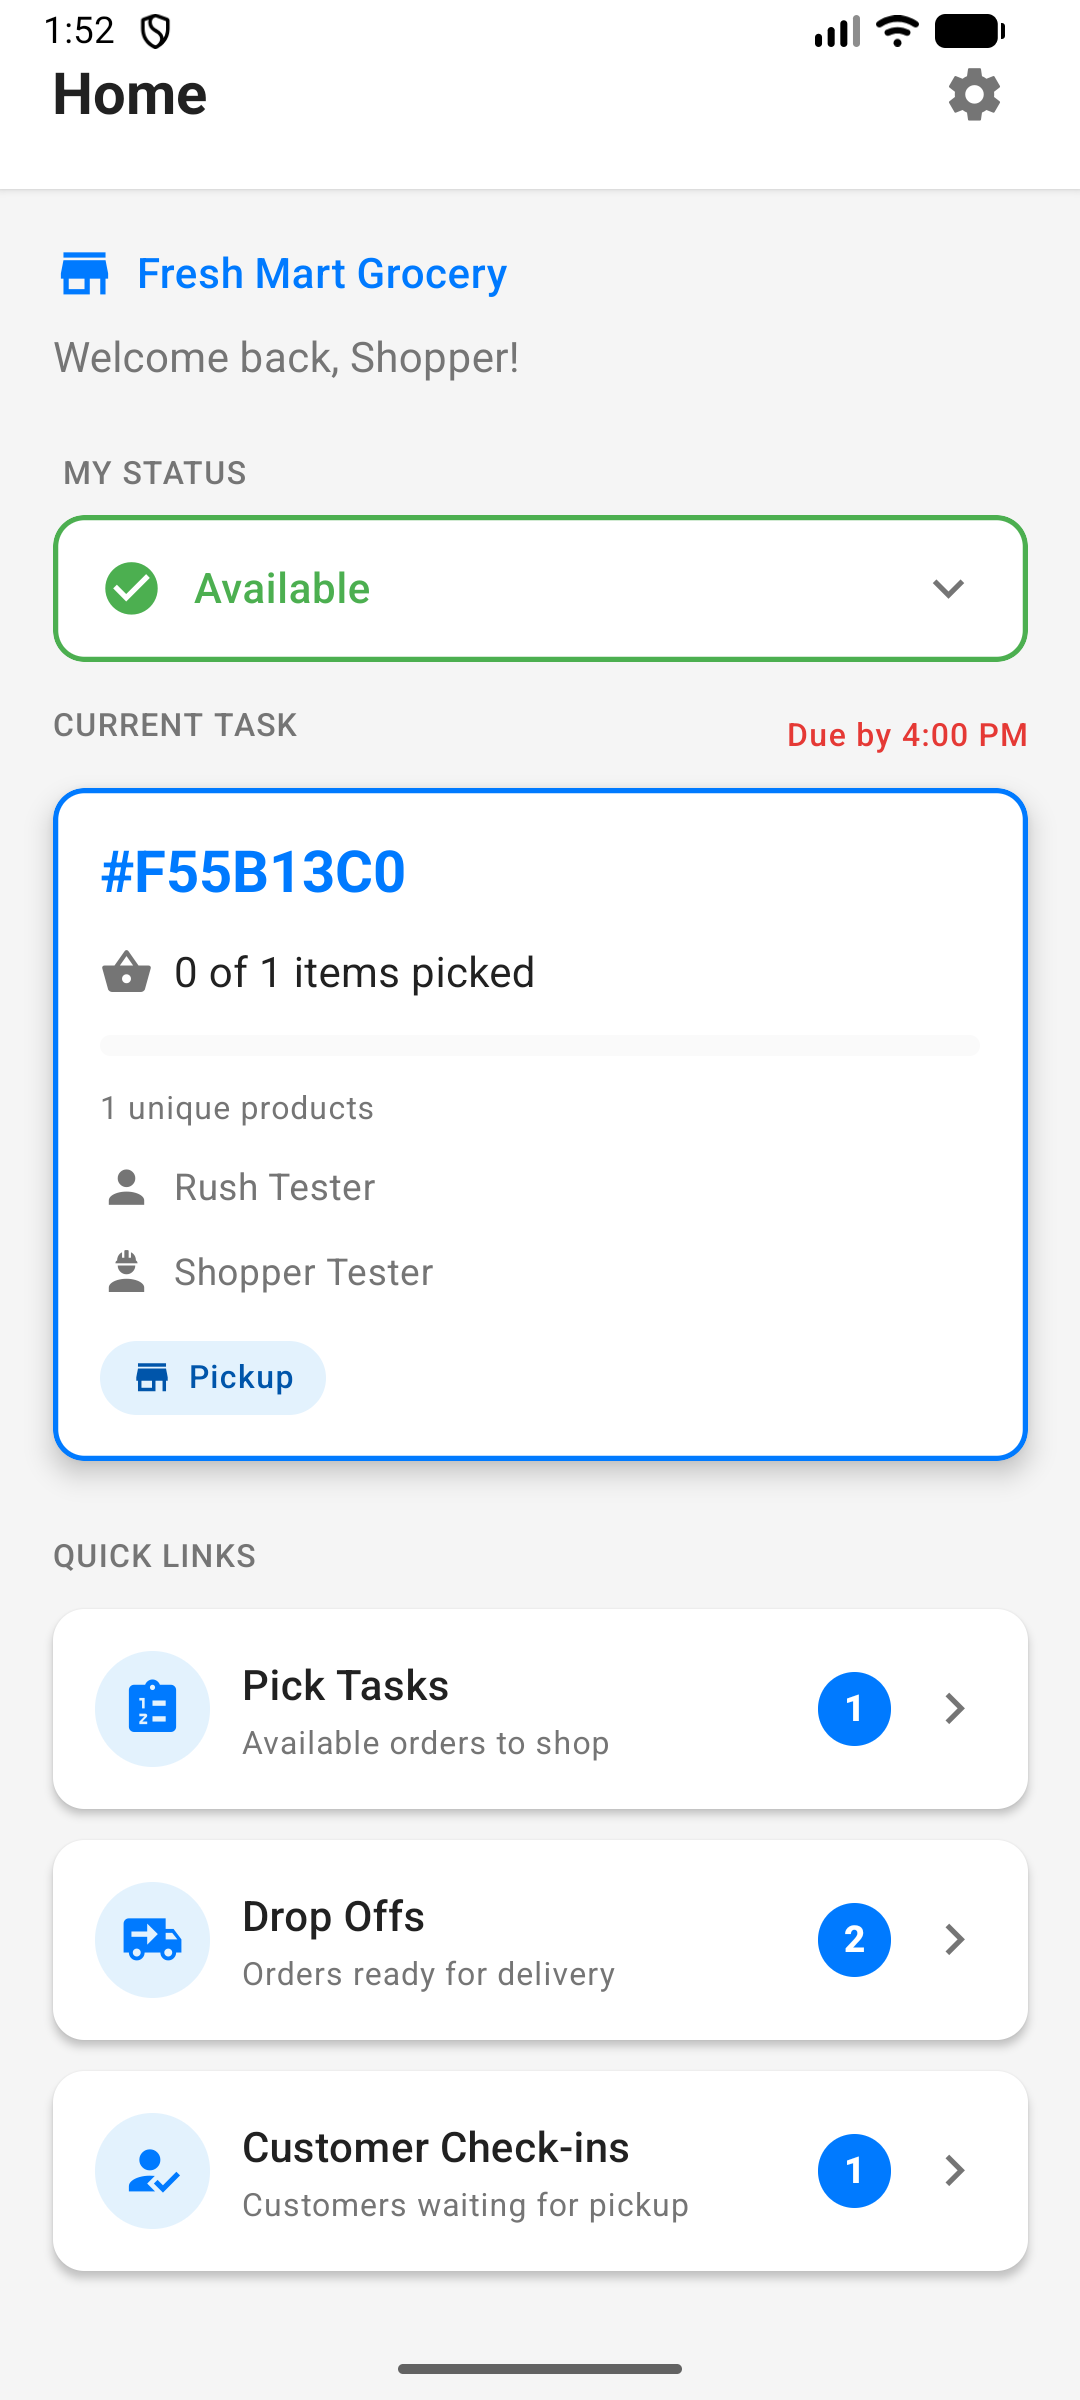 1:52
Home
Fresh Mart Grocery
Welcome back, Shopper!
MY STATUS
Available
CURRENT TASK
Due by 4:00 PM
#F55B13C0
0 of 1 items picked
1 unique products
Rush Tester
Shopper Tester
Pickup
QUICK LINKS
Pick Tasks
Available orders to shop
1
Drop Offs
Orders ready for delivery
2
Customer Check-ins
Customers waiting for pickup
1